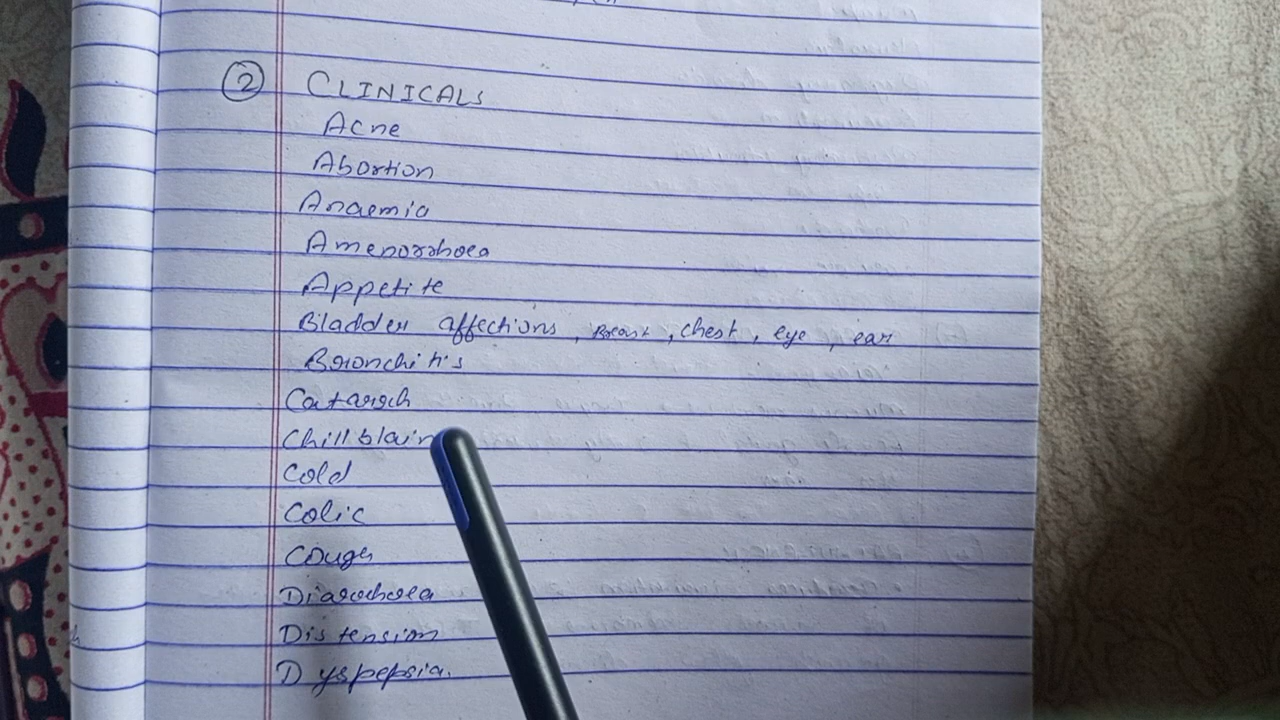 ② CLINICALS
Acne
Abortion
Anaemia
Amenorrhoea
Appetite
Bladder affections, Breast, chest, eye, ear
Bronchitis
Catarrh
Chillblain
Cold
Colic
Cough
Diarrhoea
Distension
Dyspepsia.